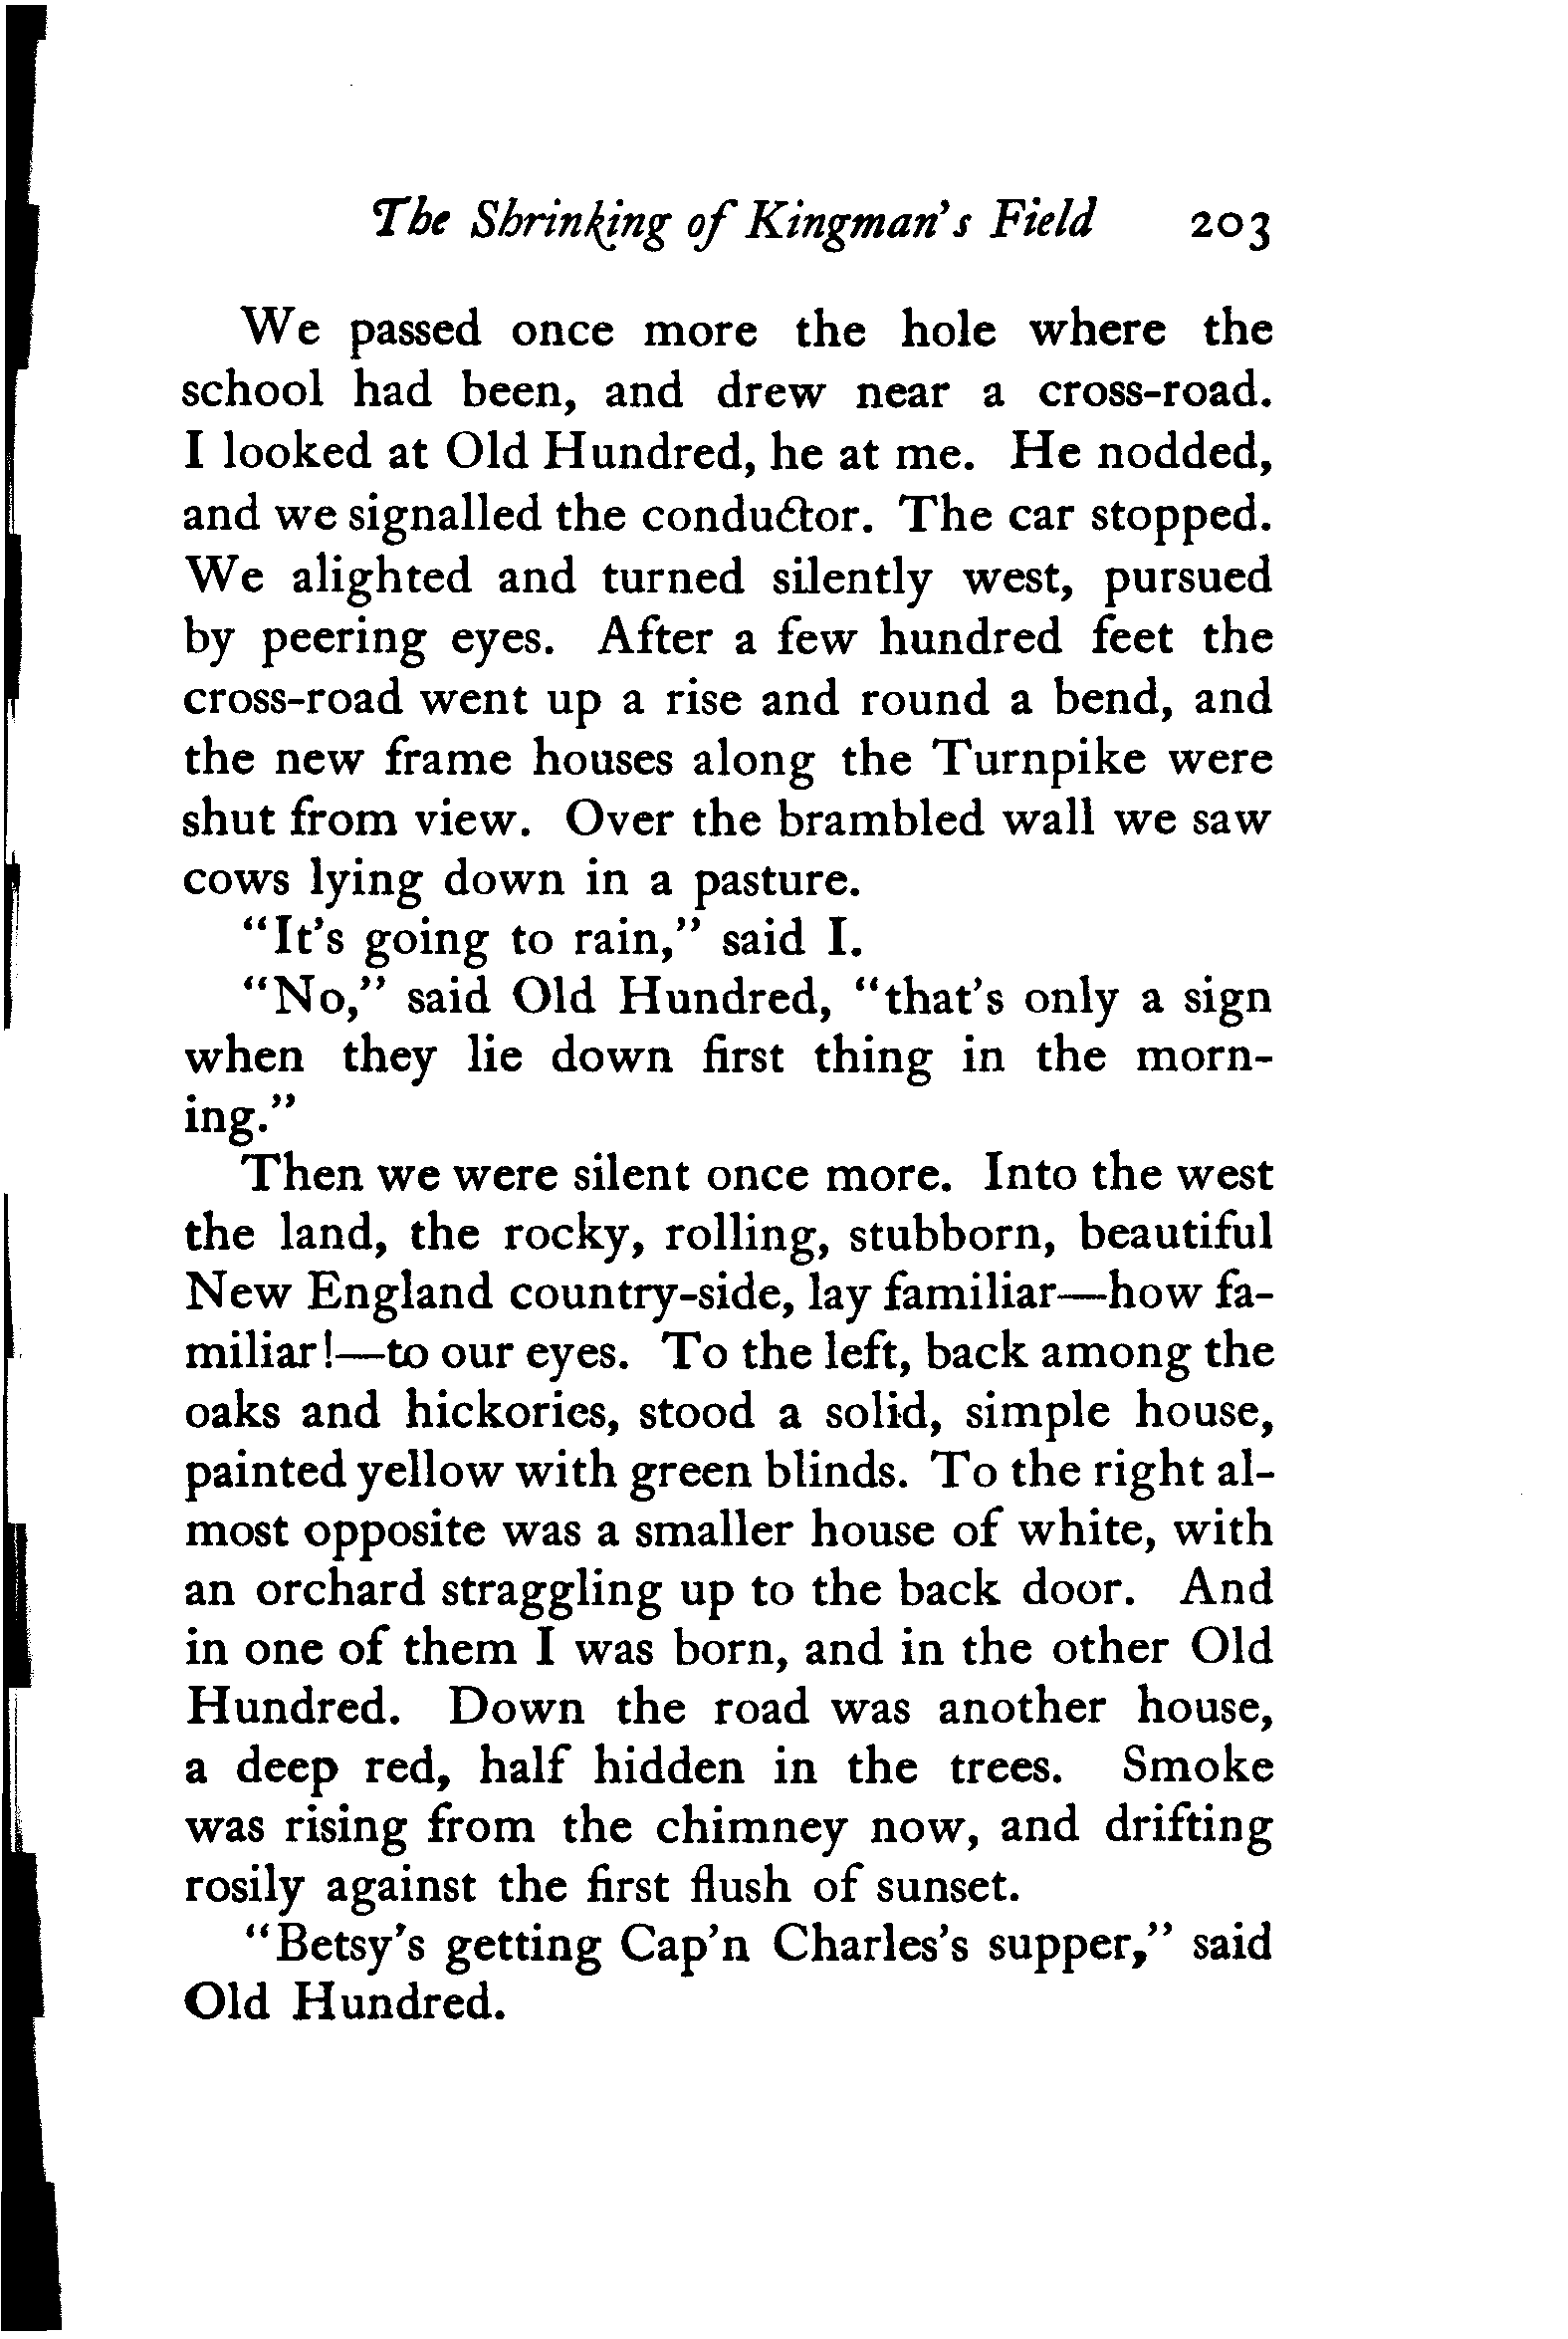 The Shrinking of Kingman's Field 203
We passed once more the hole where the
school had been, and drew near a cross-road.
I looked at Old Hundred, he at me. He nodded,
and we signalled the conductor. The car stopped.
We alighted and turned silently west, pursued
by peering eyes. After a few hundred feet the
cross-road went up a rise and round a bend, and
the new frame houses along the Turnpike were
shut from view. Over the brambled wall we saw
cows lying down in a pasture.
"It's going to rain," said I.
"No," said Old Hundred, "that's only a sign
when they lie down first thing in the morn-
ing."
Then we were silent once more. Into the west
the land, the rocky, rolling, stubborn, beautiful
New England country-side, lay familiar—how fa-
miliar!—to our eyes. To the left, back among the
oaks and hickories, stood a solid, simple house,
painted yellow with green blinds. To the right al-
most opposite was a smaller house of white, with
an orchard straggling up to the back door. And
in one of them I was born, and in the other Old
Hundred. Down the road was another house,
a deep red, half hidden in the trees. Smoke
was rising from the chimney now, and drifting
rosily against the first flush of sunset.
"Betsy's getting Cap'n Charles's supper," said
Old Hundred.